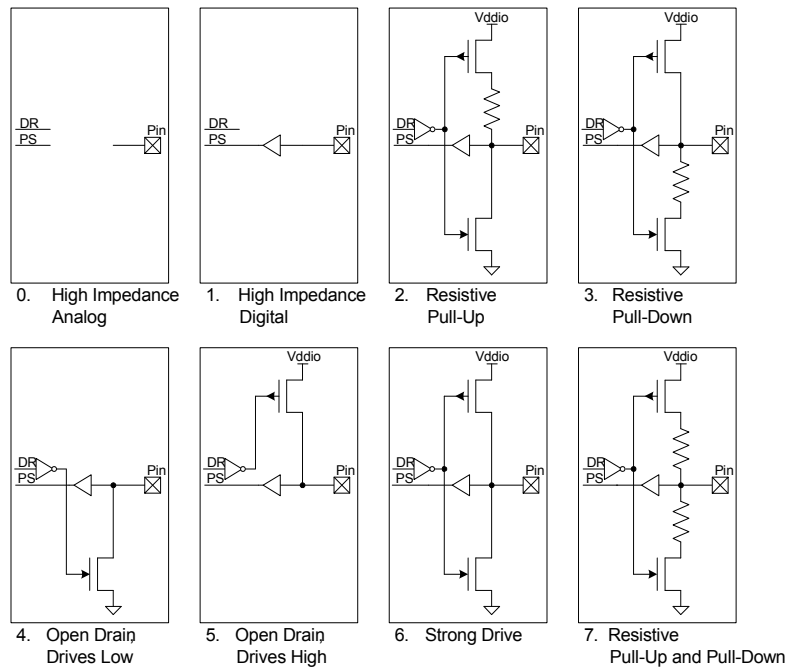 Vddio
Vddio
DR
PS
Pin
DR
PS
Pin
DR
PS
Pin
DR
PS
Pin
0. High Impedance
Analog
1. High Impedance
Digital
2. Resistive
Pull-Up
3. Resistive
Pull-Down
Vddio
Vddio
Vddio
DR
PS
Pin
DR
PS
Pin
DR
PS
Pin
DR
PS
Pin
4. Open Drain,
Drives Low
5. Open Drain,
Drives High
6. Strong Drive
7. Resistive
Pull-Up and Pull-Down